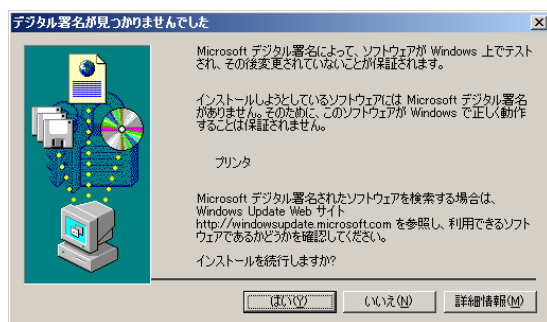 デジタル署名が見つかりませんでした
Microsoft デジタル署名によって、ソフトウェアが Windows 上でテスト
され、その後変更されていないことが保証されます。
インストールしようとしているソフトウェアには Microsoft デジタル署名
がありません。そのために、このソフトウェアが Windows で正しく動作
することは保証されません。
プリンタ
Microsoft デジタル署名されたソフトウェアを検索する場合は、
Windows Update Web サイト
http://windowsupdate.microsoft.com を参照し、利用できるソフト
ウェアであるかどうかを確認してください。
インストールを続行しますか?
はい(Y) いいえ(N) 詳細情報(M)